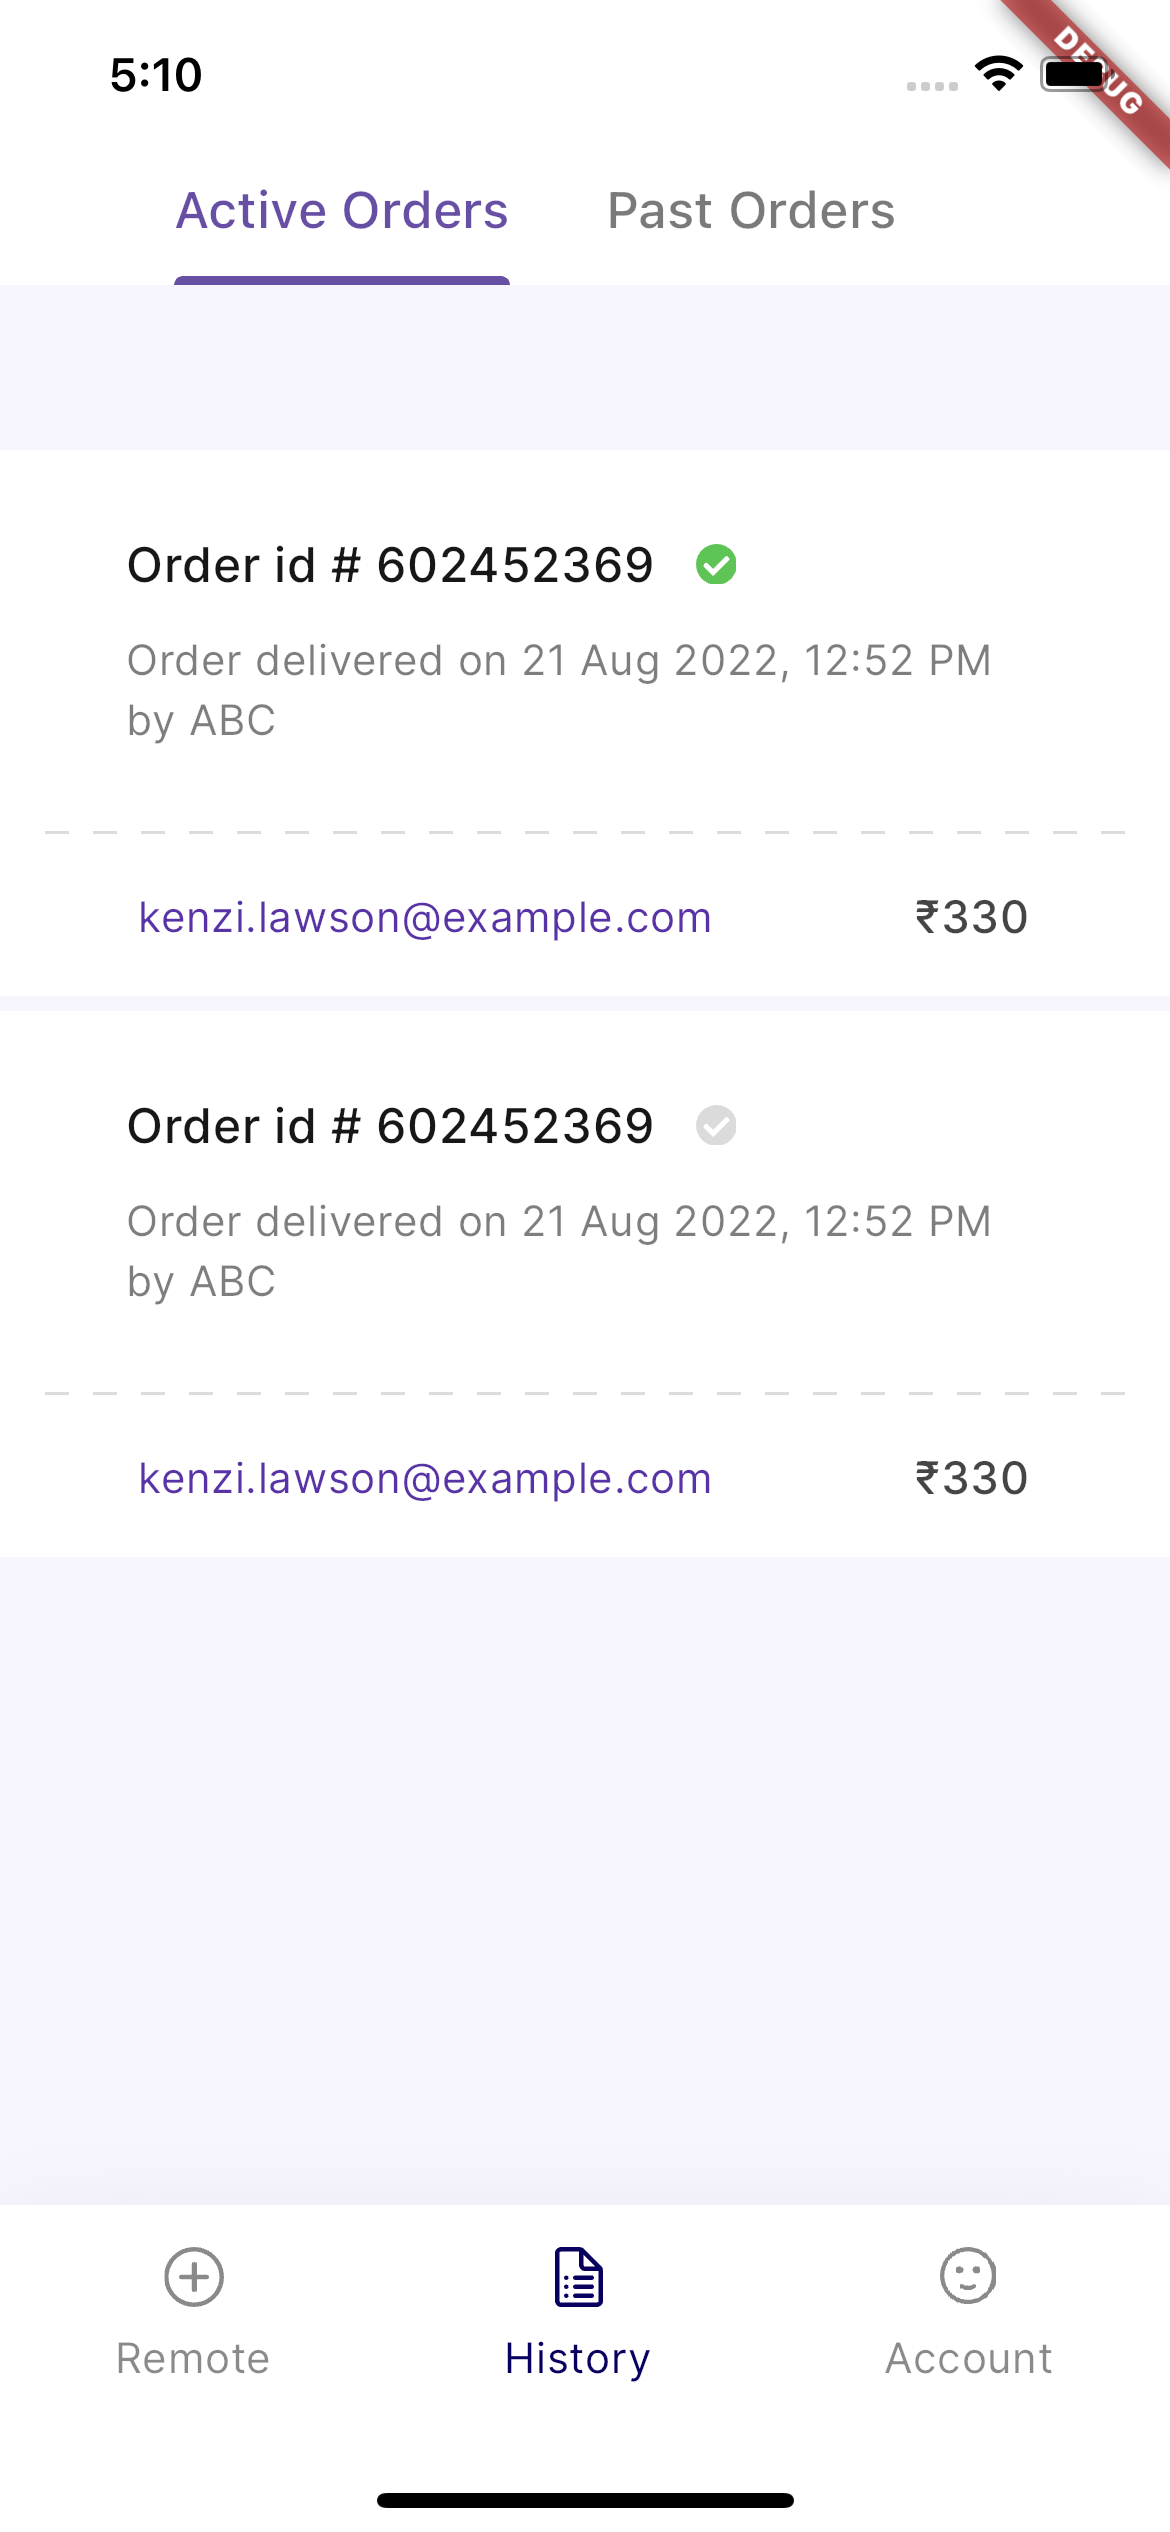 5:10
DEBUG
Active Orders Past Orders
Order id # 602452369
Order delivered on 21 Aug 2022, 12:52 PM
by ABC
kenzi.lawson@example.com ₹330
Order id # 602452369
Order delivered on 21 Aug 2022, 12:52 PM
by ABC
kenzi.lawson@example.com ₹330
Remote History Account